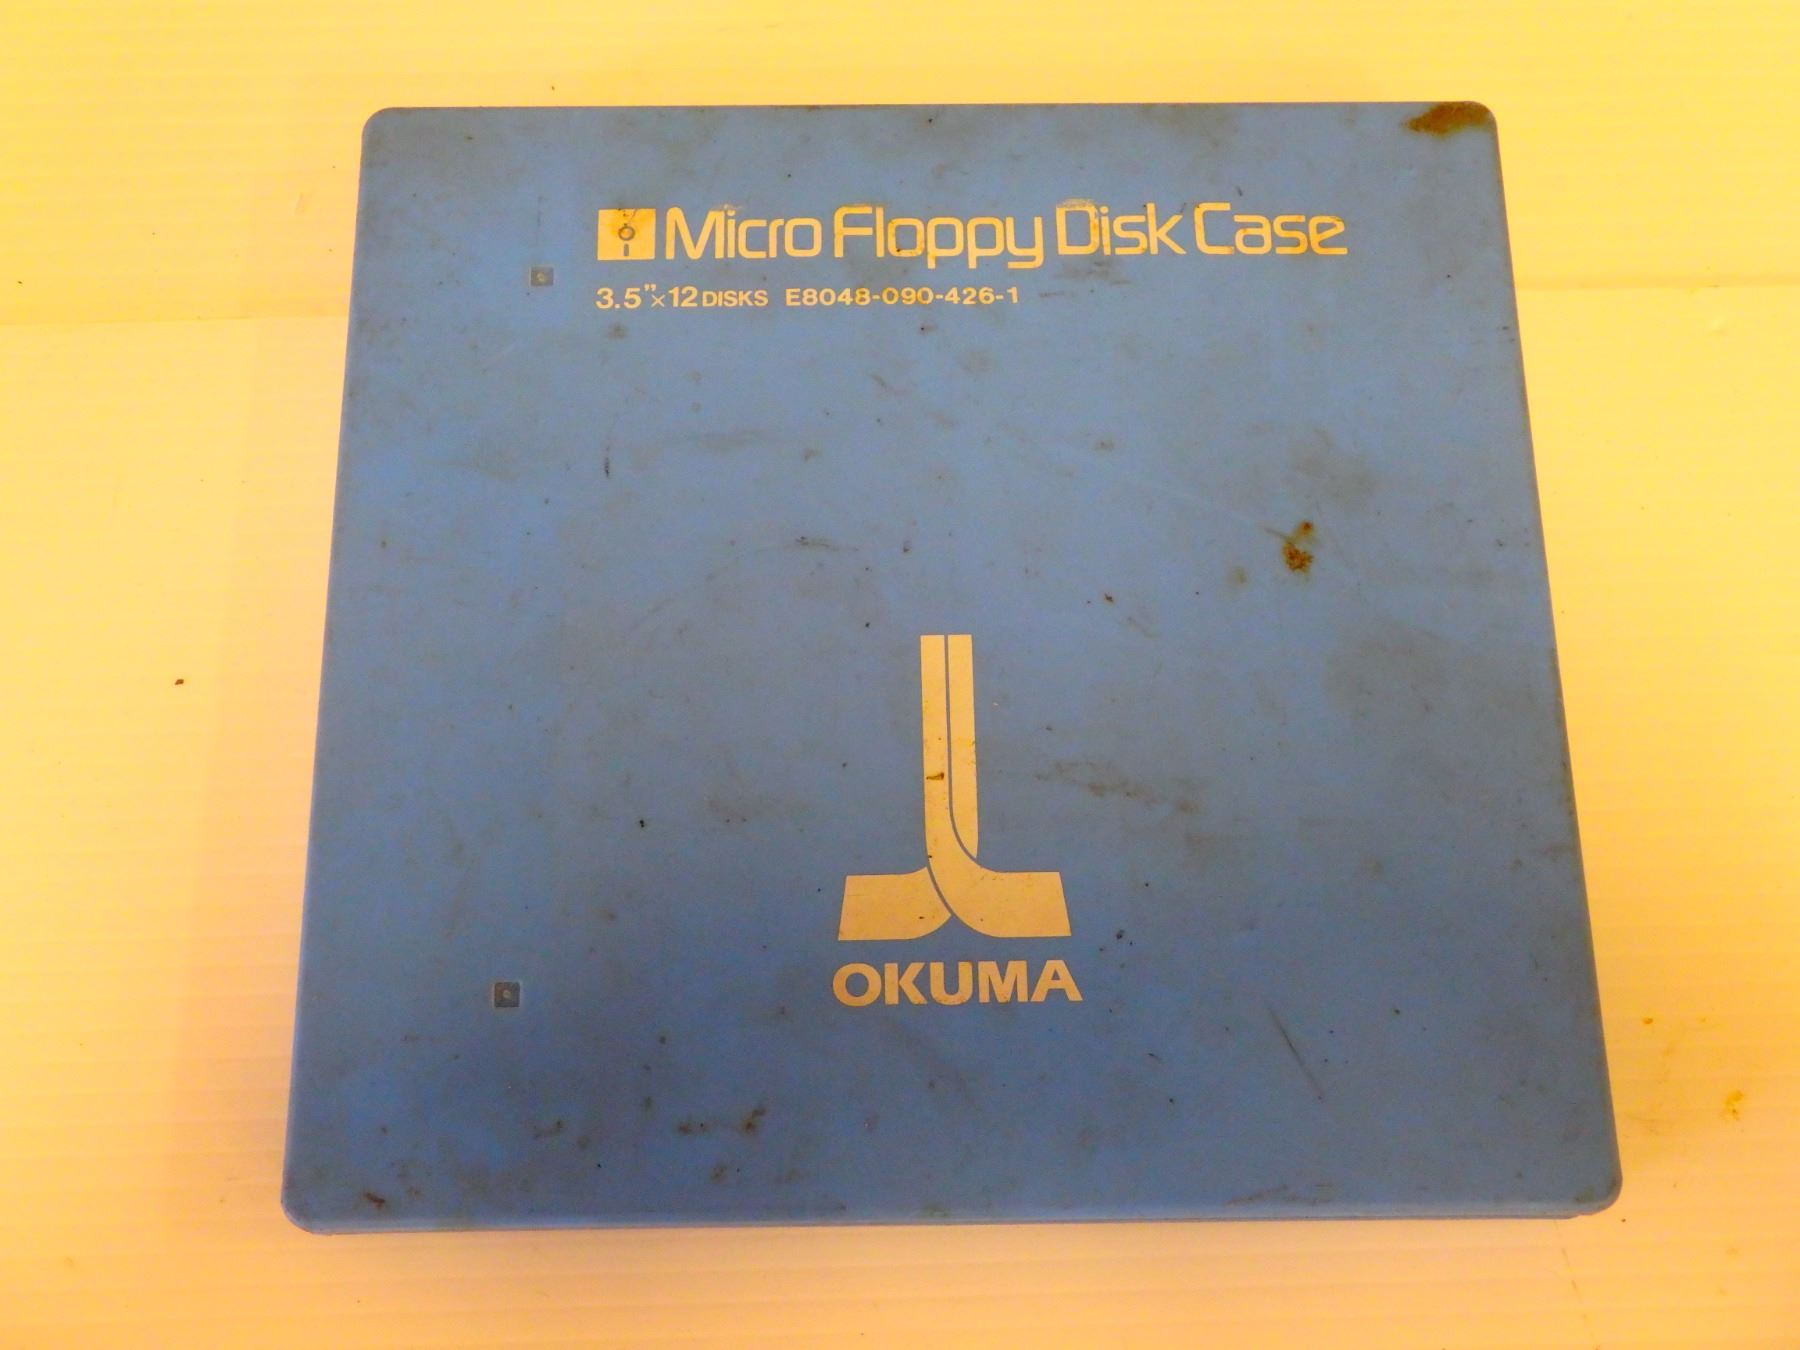 Micro Floppy Disk Case
3.5"×12 DISKS E8048-090-426-1
OKUMA